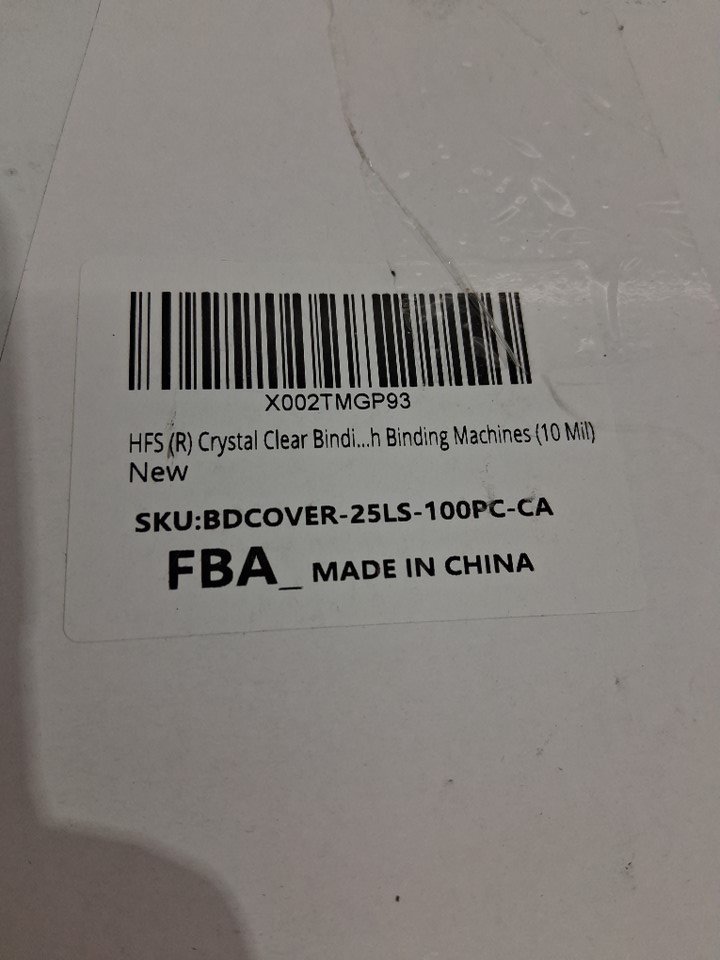 X002TMGP93
HFS (R) Crystal Clear Bindi...h Binding Machines (10 Mil)
New
SKU:BDCOVER-25LS-100PC-CA
FBA_ MADE IN CHINA